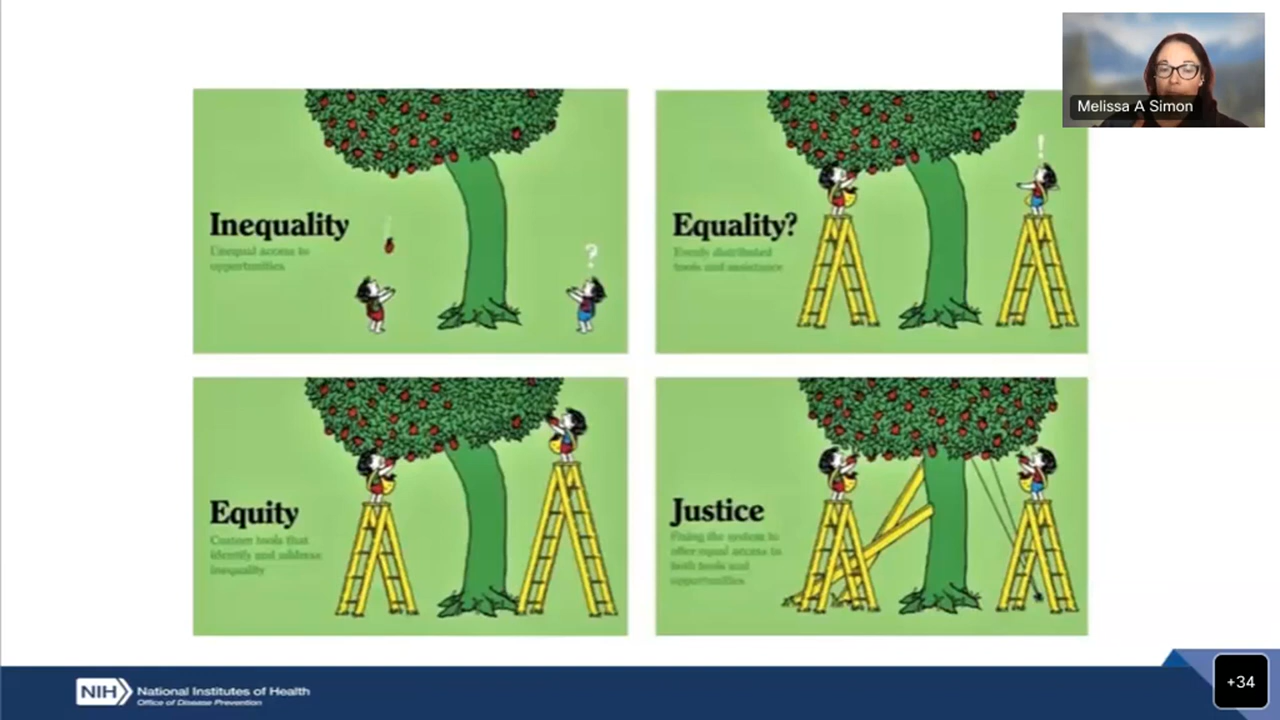 Melissa A Simon
Inequality
Unequal access to
opportunities
?
!
Equality?
Evenly distributed
tools and assistance
Equity
Custom tools that
identify and address
inequality
Justice
Fixing the system to
offer equal access to
both tools and
opportunities
NIH
National Institutes of Health
Office of Disease Prevention
+34